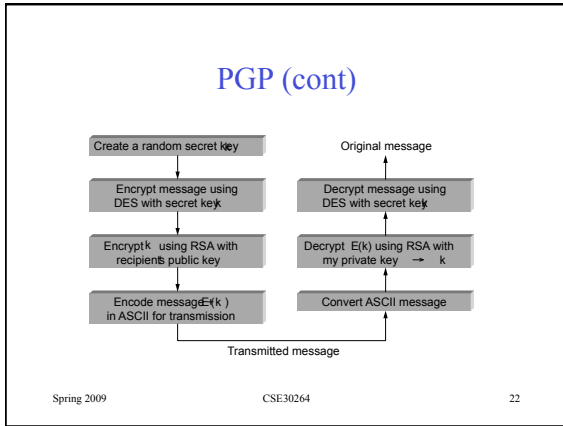 PGP (cont)
Create a random secret key k
Encrypt message using
DES with secret key k
Encrypt k using RSA with
recipient's public key
Encode message + E(k)
in ASCII for transmission
Original message
Decrypt message using
DES with secret key k
Decrypt E(k) using RSA with
my private key → k
Convert ASCII message
Transmitted message
Spring 2009
CSE30264
22